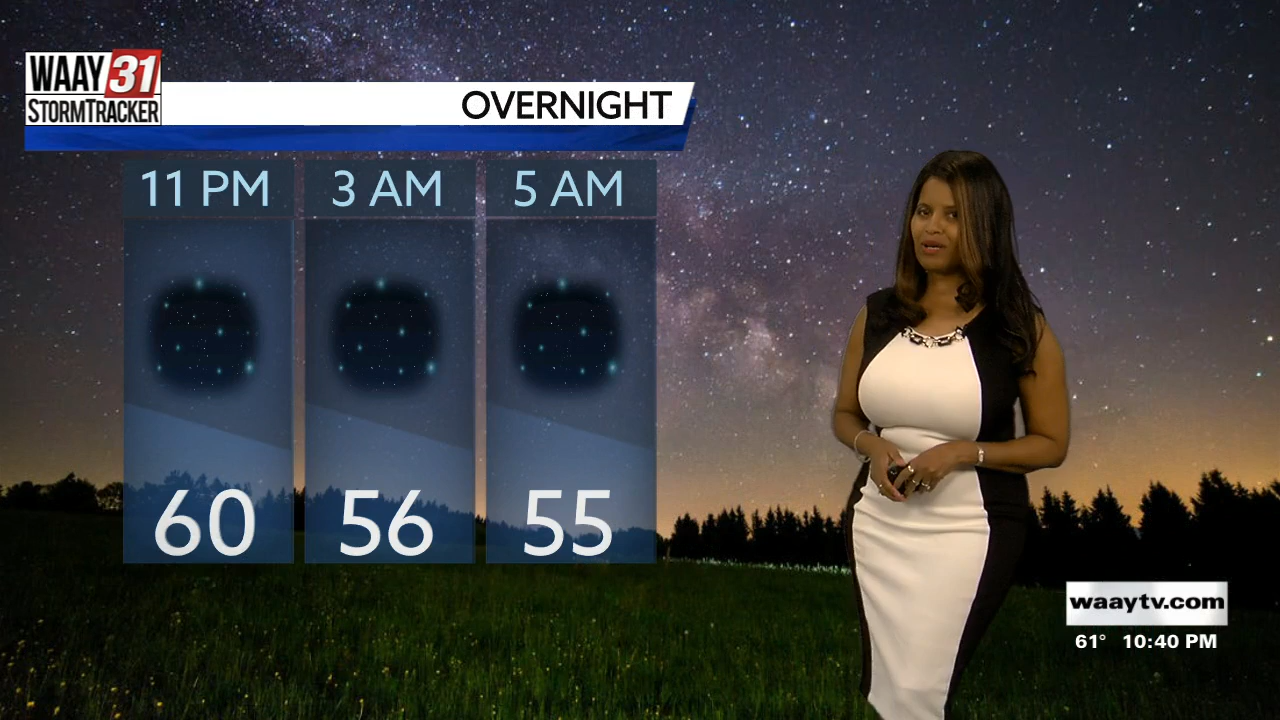 WAAY 31
STORMTRACKER
OVERNIGHT
11 PM
3 AM
5 AM
60
56
55
waaytv.com
61° 10:40 PM